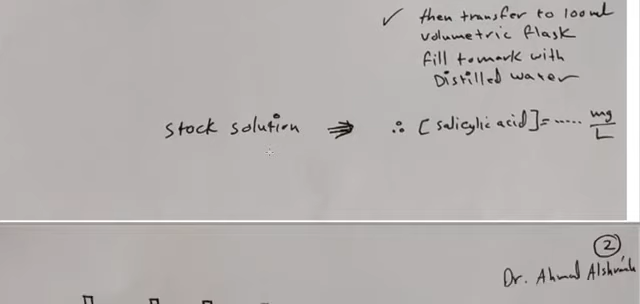 ✓ then transfer to 100ml
volumetric flask
fill to mark with
Distilled water
stock solution ⇒ ∴ [salicylic acid] = ..... mg/L
2
Dr. Ahmad